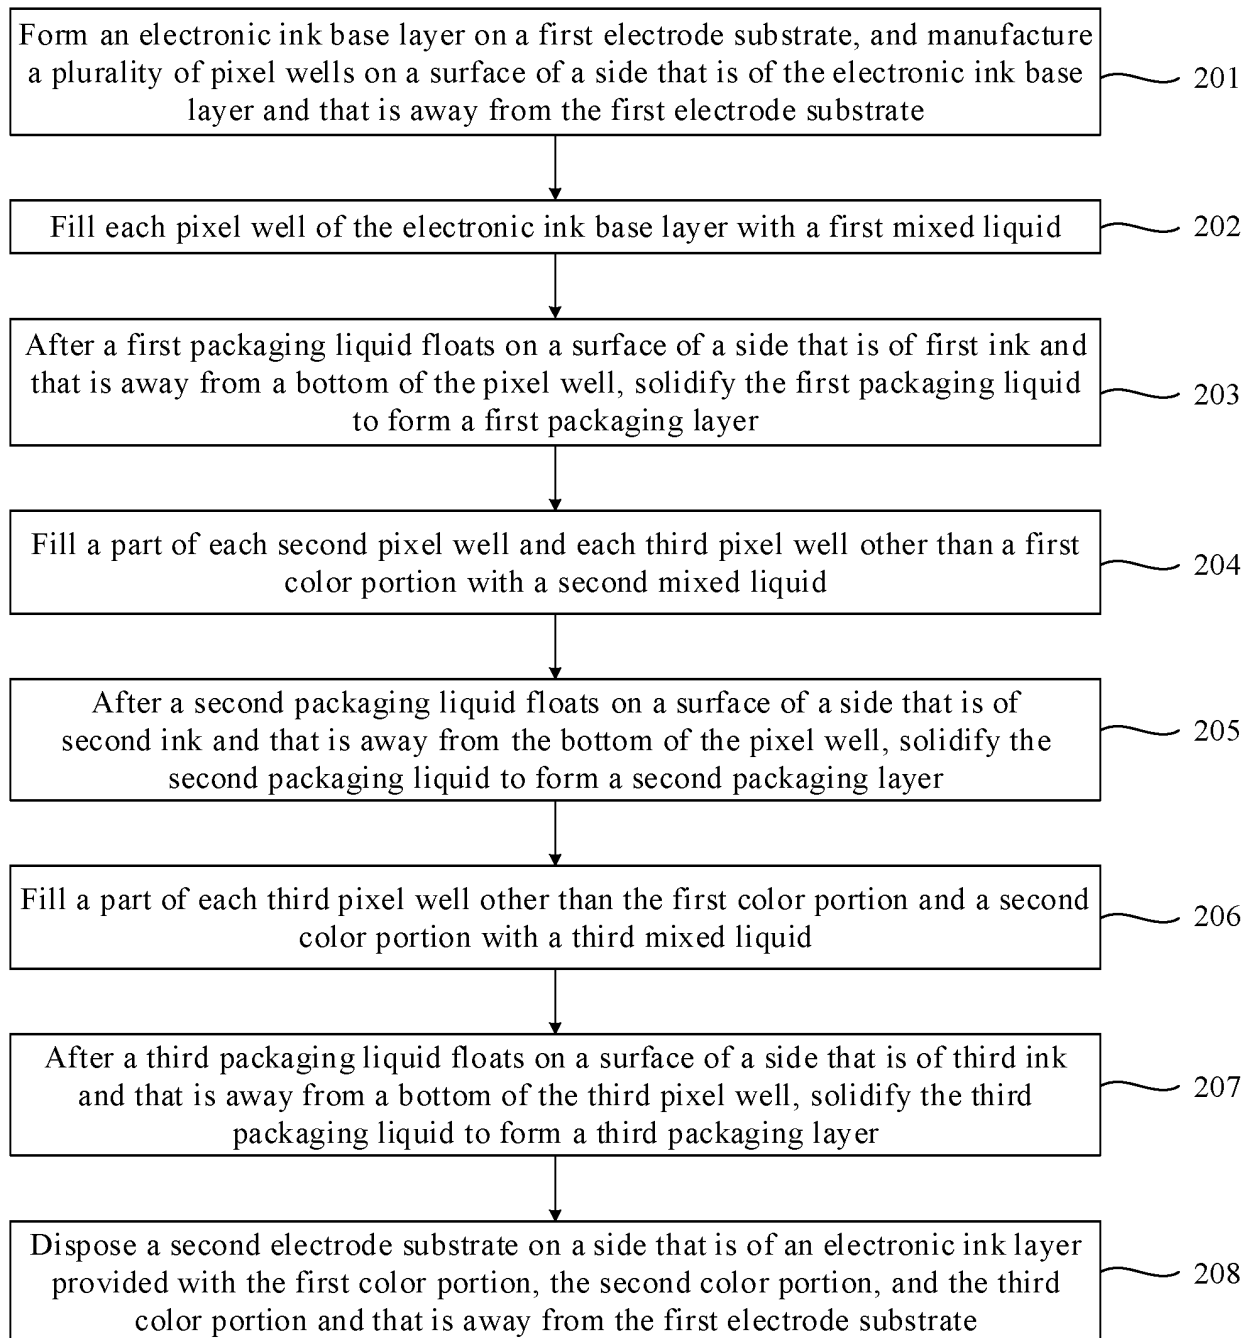 Form an electronic ink base layer on a first electrode substrate, and manufacture
a plurality of pixel wells on a surface of a side that is of the electronic ink base
layer and that is away from the first electrode substrate
201
Fill each pixel well of the electronic ink base layer with a first mixed liquid
202
After a first packaging liquid floats on a surface of a side that is of first ink and
that is away from a bottom of the pixel well, solidify the first packaging liquid
to form a first packaging layer
203
Fill a part of each second pixel well and each third pixel well other than a first
color portion with a second mixed liquid
204
After a second packaging liquid floats on a surface of a side that is of
second ink and that is away from the bottom of the pixel well, solidify the
second packaging liquid to form a second packaging layer
205
Fill a part of each third pixel well other than the first color portion and a second
color portion with a third mixed liquid
206
After a third packaging liquid floats on a surface of a side that is of third ink
and that is away from a bottom of the third pixel well, solidify the third
packaging liquid to form a third packaging layer
207
Dispose a second electrode substrate on a side that is of an electronic ink layer
provided with the first color portion, the second color portion, and the third
color portion and that is away from the first electrode substrate
208